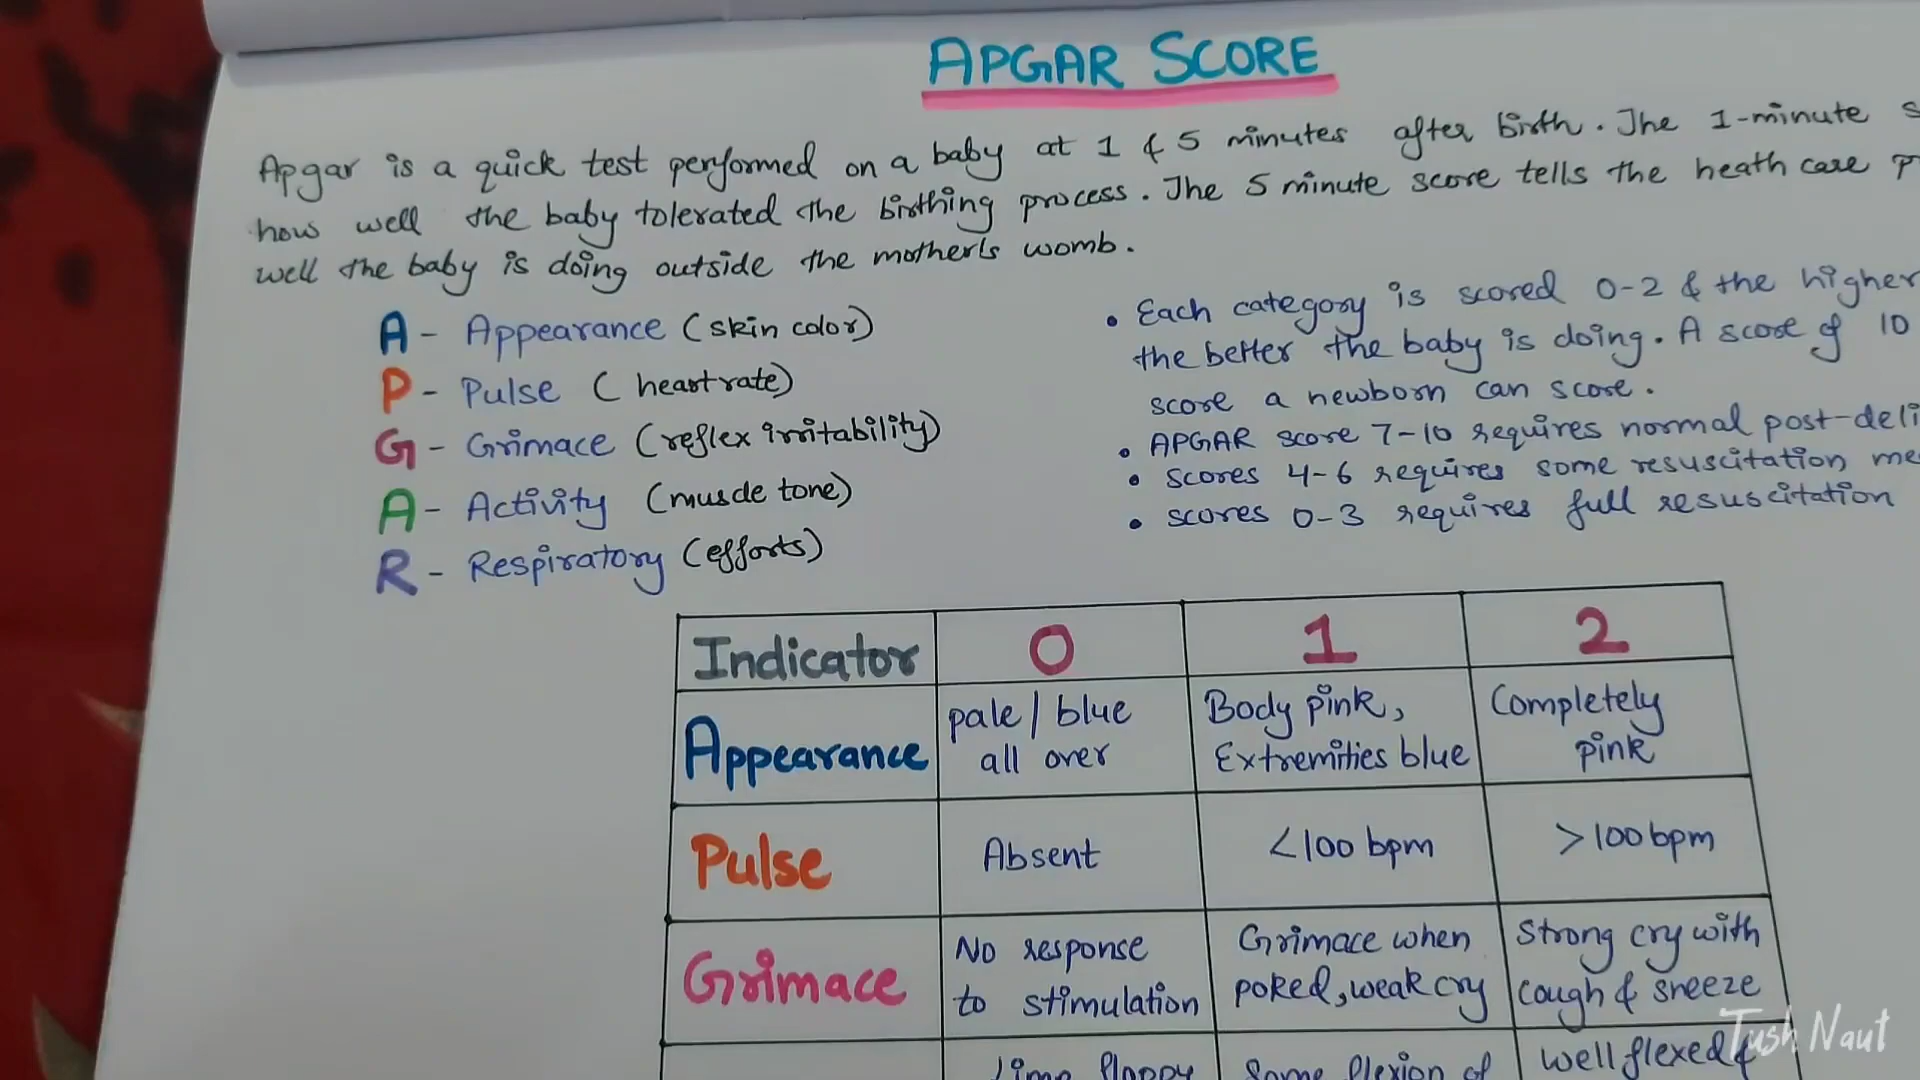 APGAR SCORE
Apgar is a quick test performed on a baby at 1 & 5 minutes after birth. The 1-minute
how well the baby tolerated the birthing process. The 5 minute score tells the heath care
well the baby is doing outside the mother's womb.
A - Appearance (skin color)
P - Pulse (heart rate)
G - Grimace (reflex irritability)
A - Activity (muscle tone)
R - Respiratory (efforts)
• Each category is scored 0-2 & the higher
the better the baby is doing. A score of 10
score a newborn can score.
• APGAR score 7-10 requires normal post-deli
• scores 4-6 requires some resuscitation me
• scores 0-3 requires full resuscitation
Indicator 0 1 2
Appearance
pale / blue
all over
Body pink,
Extremities blue
Completely
pink
Pulse
Absent
<100 bpm
>100 bpm
Grimace
No response
to stimulation
Grimace when
poked, weak cry
Strong cry with
cough & sneeze
Limp floppy
Some flexion of
well flexed &
Tush Naut